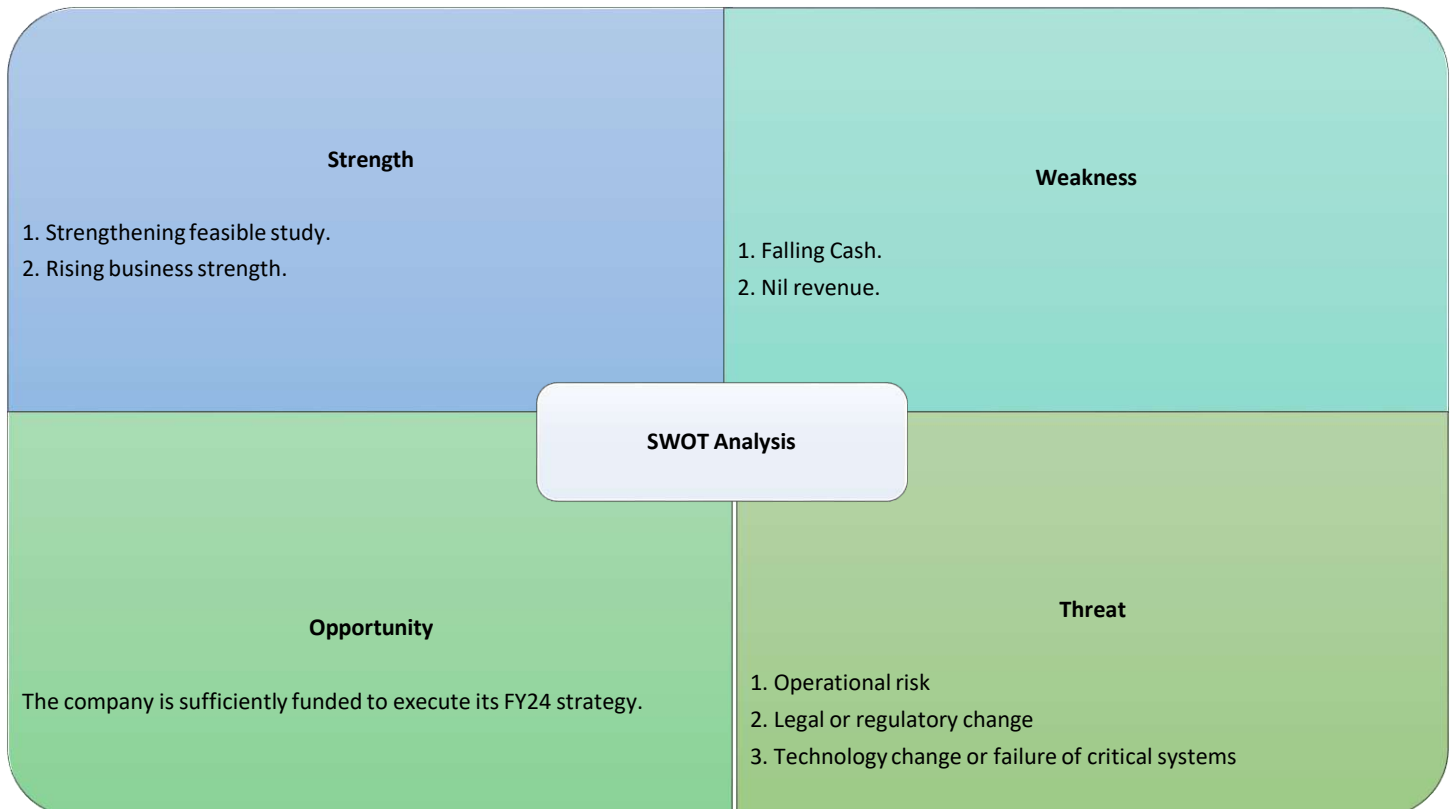 Strength
1. Strengthening feasible study.
2. Rising business strength.
Weakness
1. Falling Cash.
2. Nil revenue.
SWOT Analysis
Opportunity
The company is sufficiently funded to execute its FY24 strategy.
Threat
1. Operational risk
2. Legal or regulatory change
3. Technology change or failure of critical systems